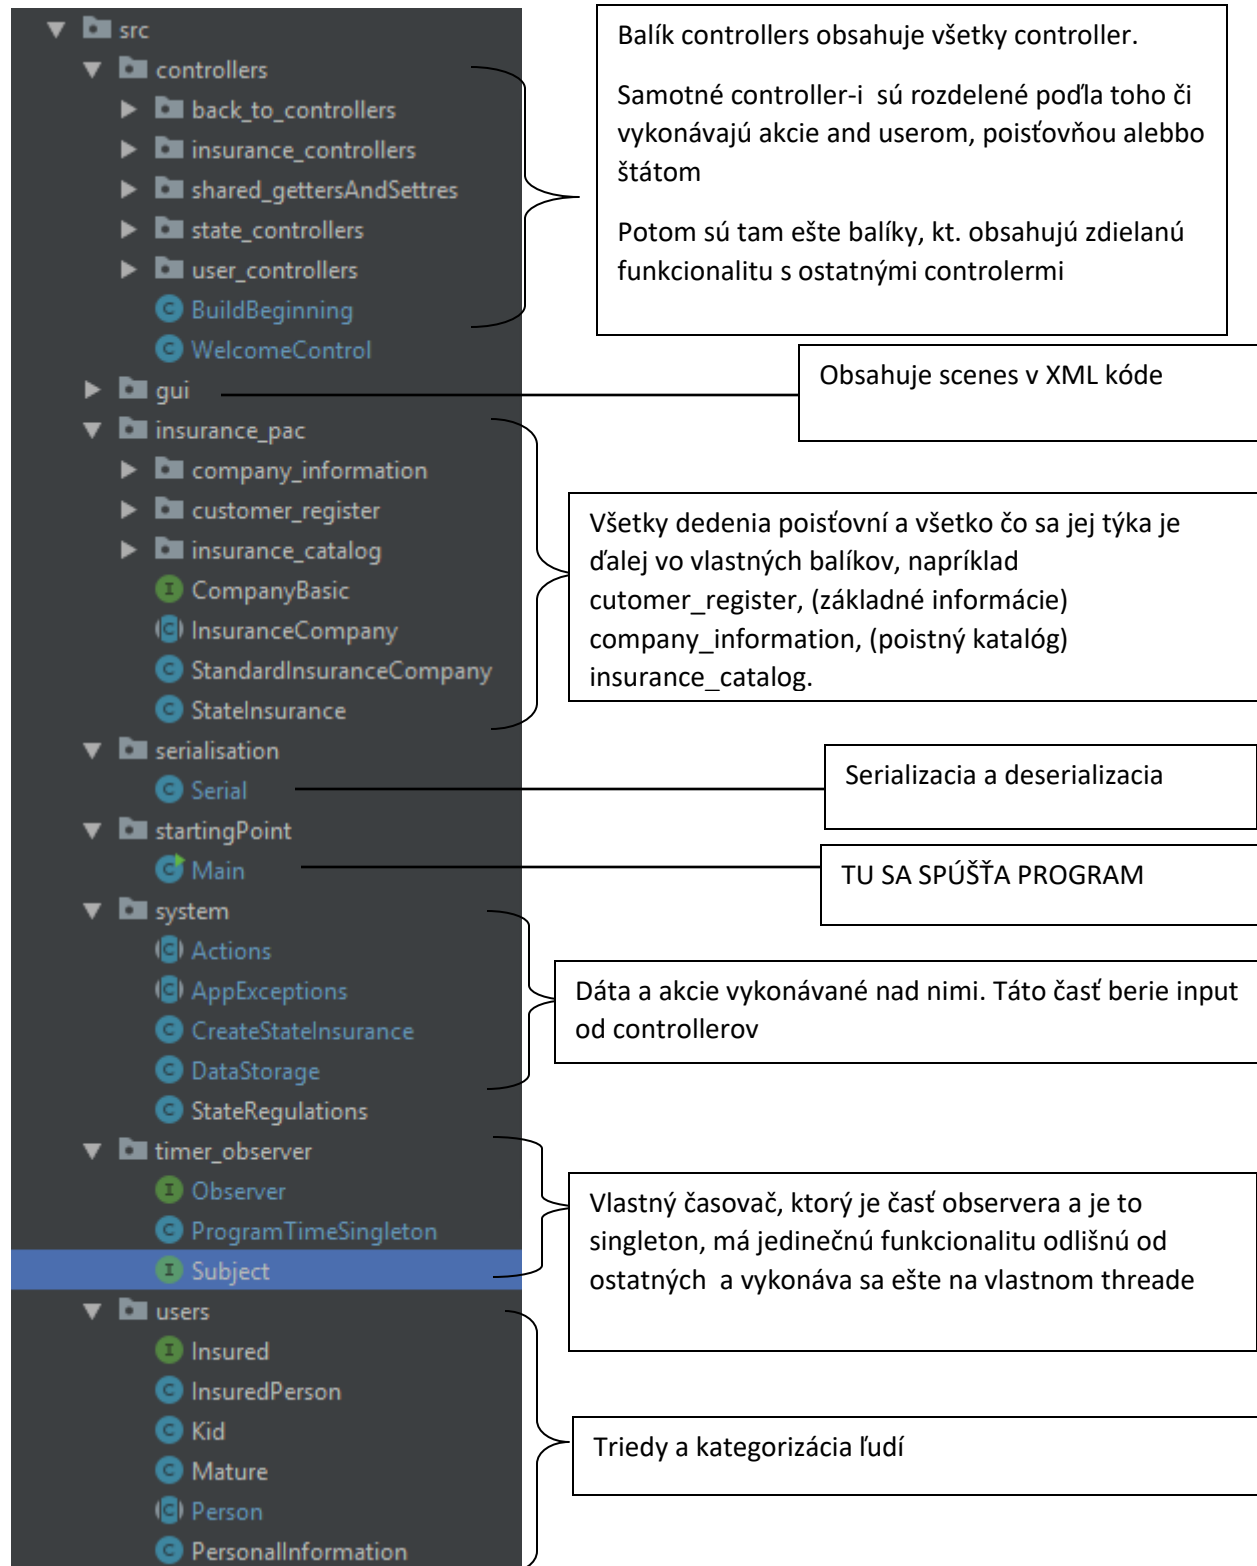 src
controllers
back_to_controllers
insurance_controllers
shared_gettersAndSettres
state_controllers
user_controllers
BuildBeginning
WelcomeControl
gui
insurance_pac
company_information
customer_register
insurance_catalog
CompanyBasic
InsuranceCompany
StandardInsuranceCompany
StateInsurance
serialisation
Serial
startingPoint
Main
system
Actions
AppExceptions
CreateStateInsurance
DataStorage
StateRegulations
timer_observer
Observer
ProgramTimeSingleton
Subject
users
Insured
InsuredPerson
Kid
Mature
Person
PersonalInformation
Balík controllers obsahuje všetky controller.
Samotné controller-i sú rozdelené poďla toho či
vykonávajú akcie and userom, poisťovňou alebbo
štátom
Potom sú tam ešte balíky, kt. obsahujú zdielanú
funkcionalitu s ostatnými controlermi
Obsahuje scenes v XML kóde
Všetky dedenia poisťovní a všetko čo sa jej týka je
ďalej vo vlastných balíkov, napríklad
cutomer_register, (základné informácie)
company_information, (poistný katalóg)
insurance_catalog.
Serializacia a deserializacia
TU SA SPÚŠŤA PROGRAM
Dáta a akcie vykonávané nad nimi. Táto časť berie input
od controllerov
Vlastný časovač, ktorý je časť observera a je to
singleton, má jedinečnú funkcionalitu odlišnú od
ostatných a vykonáva sa ešte na vlastnom threade
Triedy a kategorizácia ľudí